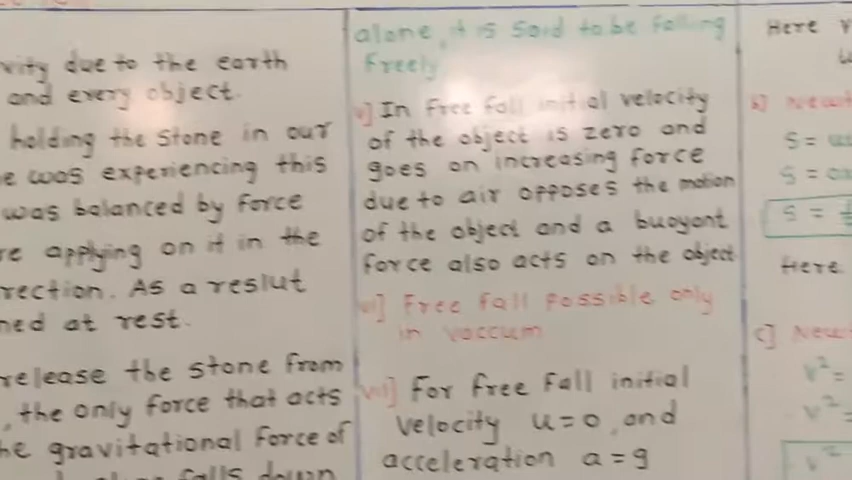 vity due to the earth
and every object.
holding the stone in our
e was experiencing this
was balanced by force
re applying on it in the
rection. As a reslut
ned at rest.
release the stone from
, the only force that acts
he gravitational force of
falls down
alone, it is said to be falling
freely
v] In free fall initial velocity
of the object is zero and
goes on increasing force
due to air opposes the motion
of the object and a buoyant
force also acts on the object
vi] Free fall possible only
in vaccum
vii] For free fall initial
velocity u=0, and
acceleration a=g
Here
b] Newt
S = u
S =
S =
Here
c] New
v² =
v² =
v²